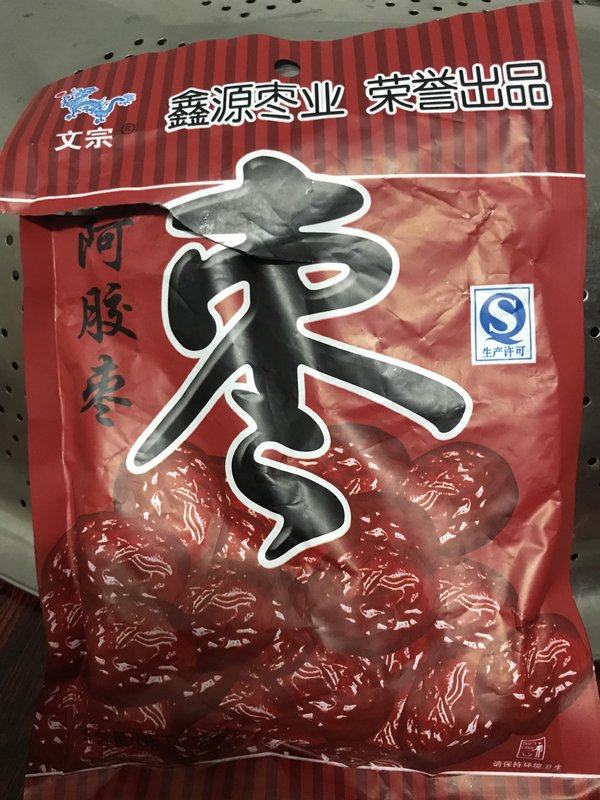 鑫源枣业 荣誉出品
文宗®
枣
阿胶枣
S
生产许可
请保持环境卫生